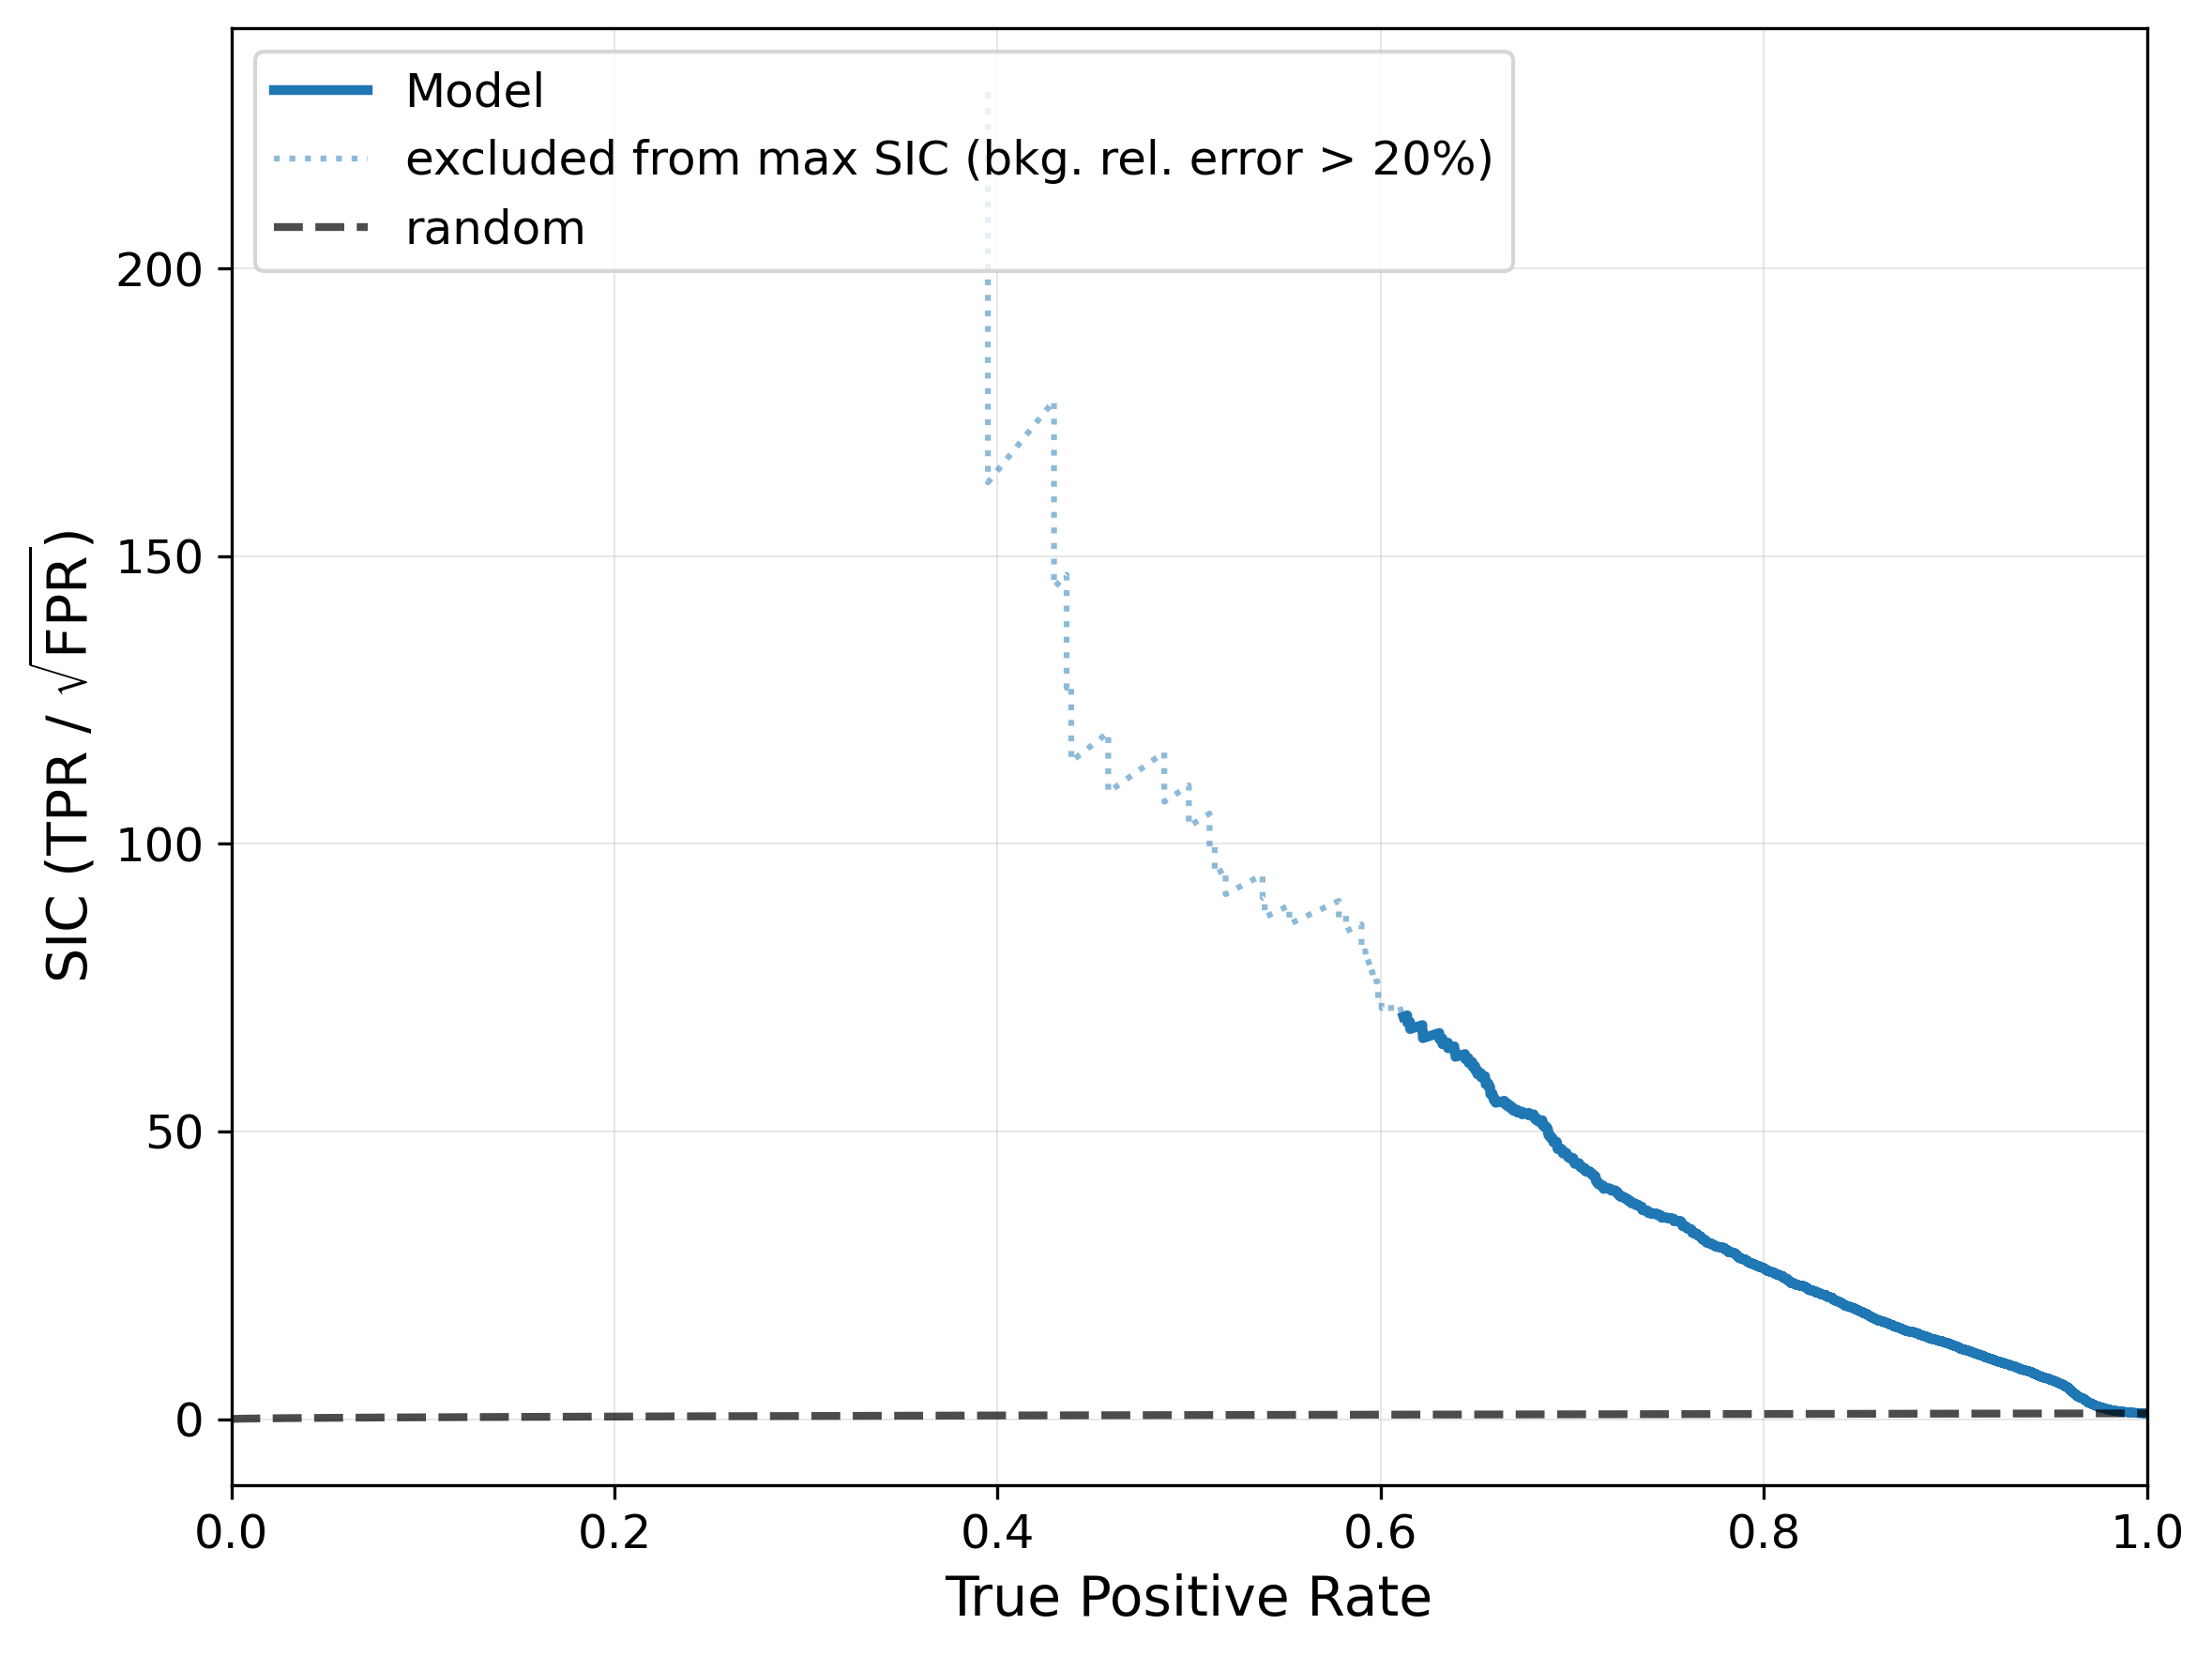 Model
excluded from max SIC (bkg. rel. error > 20%)
random
200
150
100
50
0
SIC (TPR / √FPR)
0.0
0.2
0.4
0.6
0.8
1.0
True Positive Rate